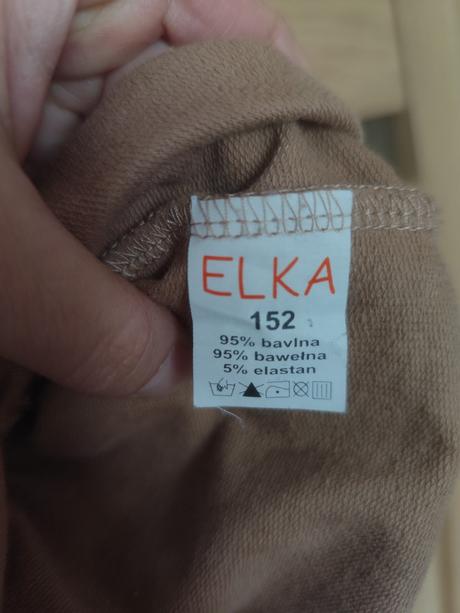 ELKA
152
95% bavlna
95% bawełna
5% elastan